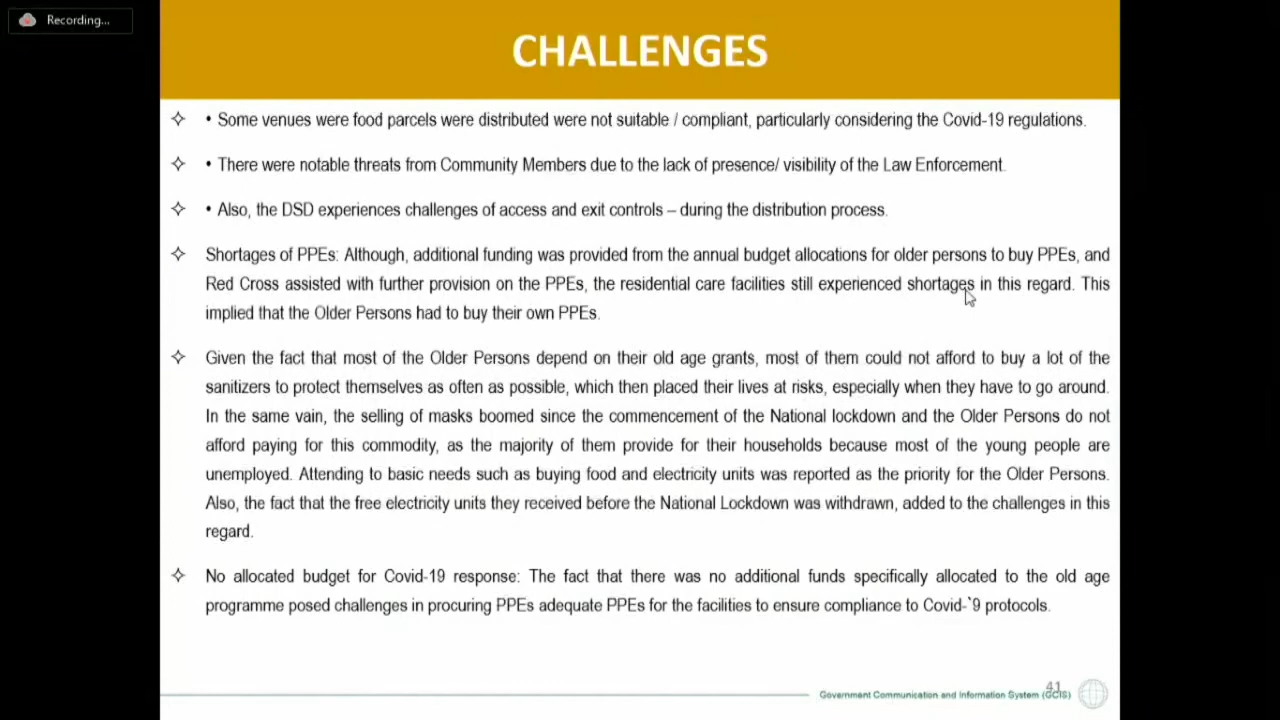 Recording...
CHALLENGES
• Some venues were food parcels were distributed were not suitable / compliant, particularly considering the Covid-19 regulations.
• There were notable threats from Community Members due to the lack of presence/ visibility of the Law Enforcement.
• Also, the DSD experiences challenges of access and exit controls – during the distribution process.
Shortages of PPEs: Although, additional funding was provided from the annual budget allocations for older persons to buy PPEs, and
Red Cross assisted with further provision on the PPEs, the residential care facilities still experienced shortages in this regard. This
implied that the Older Persons had to buy their own PPEs.
Given the fact that most of the Older Persons depend on their old age grants, most of them could not afford to buy a lot of the
sanitizers to protect themselves as often as possible, which then placed their lives at risks, especially when they have to go around.
In the same vain, the selling of masks boomed since the commencement of the National lockdown and the Older Persons do not
afford paying for this commodity, as the majority of them provide for their households because most of the young people are
unemployed. Attending to basic needs such as buying food and electricity units was reported as the priority for the Older Persons.
Also, the fact that the free electricity units they received before the National Lockdown was withdrawn, added to the challenges in this
regard.
No allocated budget for Covid-19 response: The fact that there was no additional funds specifically allocated to the old age
programme posed challenges in procuring PPEs adequate PPEs for the facilities to ensure compliance to Covid-`9 protocols.
41
Government Communication and Information System (GCIS)